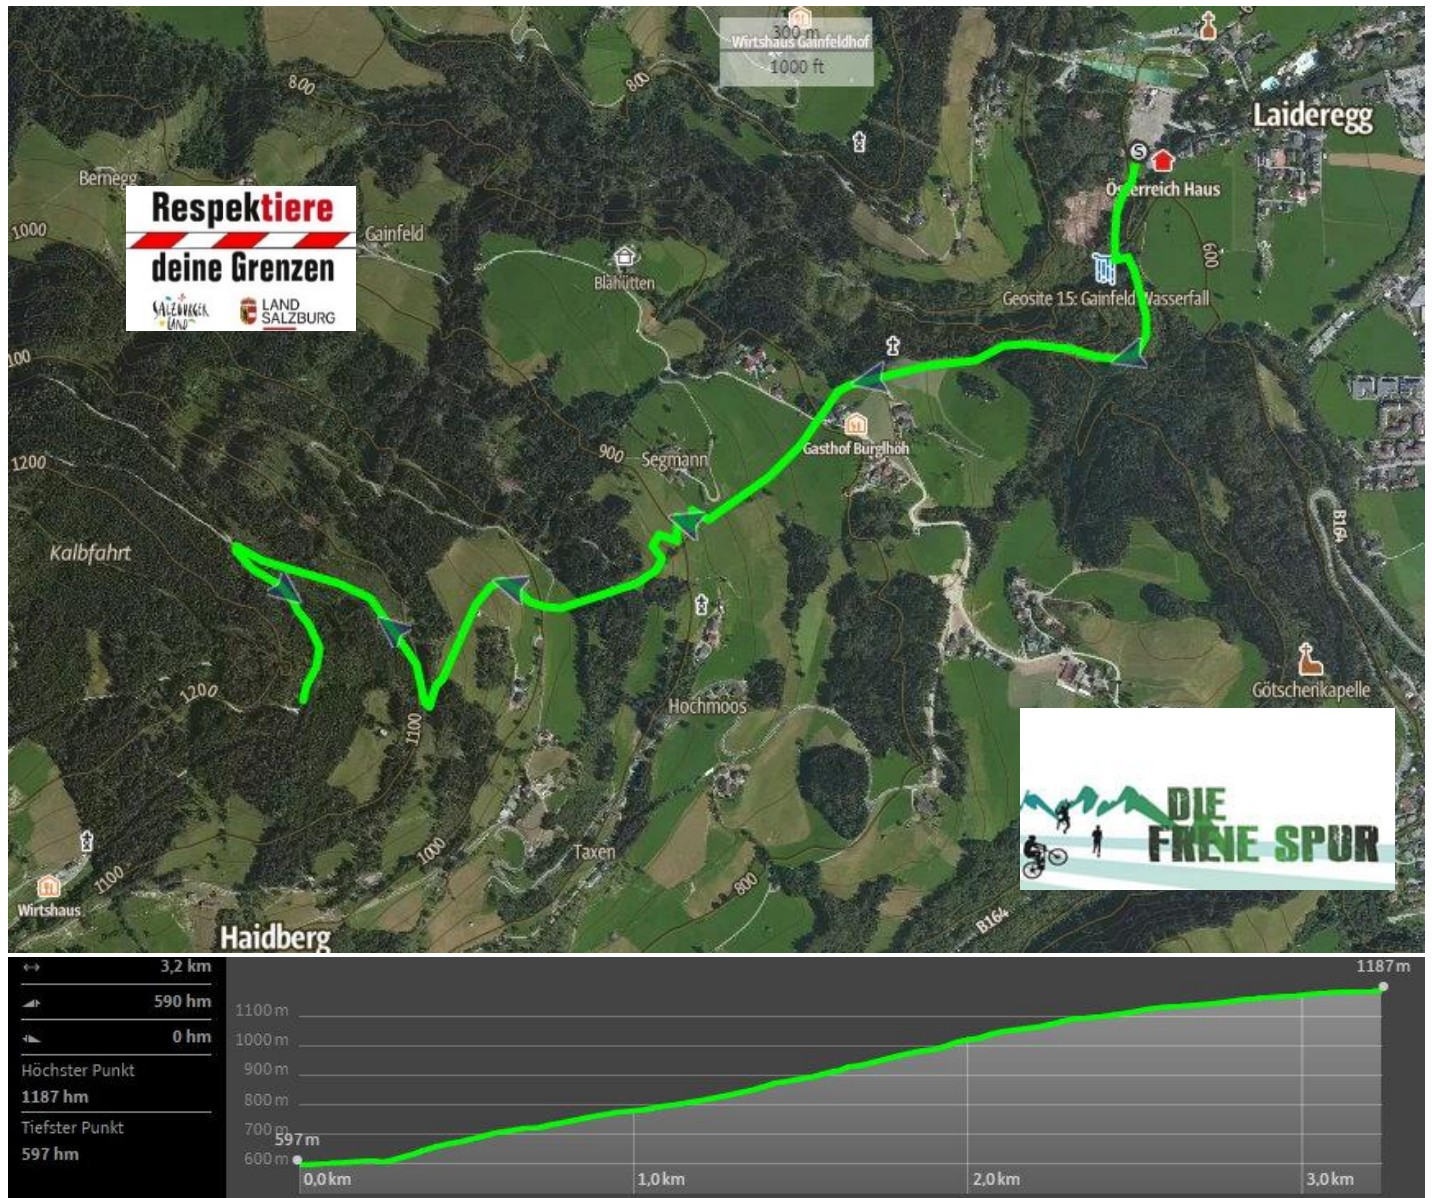 300 m
Wirtshaus Gainfeldhof
1000 ft
800
800
Laideregg
Bernegg
S
Österreich Haus
Respektiere
deine Grenzen
SALZBURGER
LAND
LAND
SALZBURG
1000
Gainfeld
600
Blahütten
Geosite 15: Gainfeld Wasserfall
100
Gasthof Burglhöh
900
Segmann
1200
B164
Kalbfahrt
1200
Götschenkapelle
Hochmoos
1100
DIE
FREIE SPUR
1000
Taxen
800
1100
Wirtshaus
B164
Haidberg
3,2 km
590 hm
0 hm
Höchster Punkt
1187 hm
Tiefster Punkt
597 hm
1187 m
1100 m
1000 m
900 m
800 m
700 m
597 m
600 m
0,0 km
1,0 km
2,0 km
3,0 km